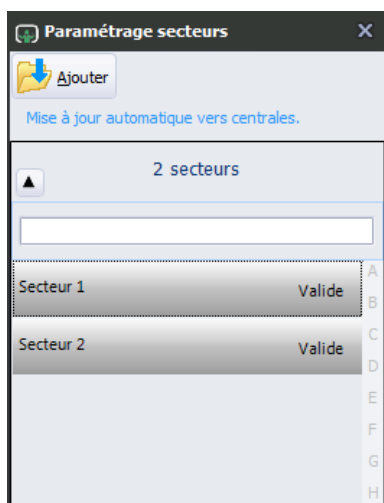 Paramétrage secteurs X
Ajouter
Mise à jour automatique vers centrales.
2 secteurs
Secteur 1 Valide
Secteur 2 Valide
A
B
C
D
E
F
G
H